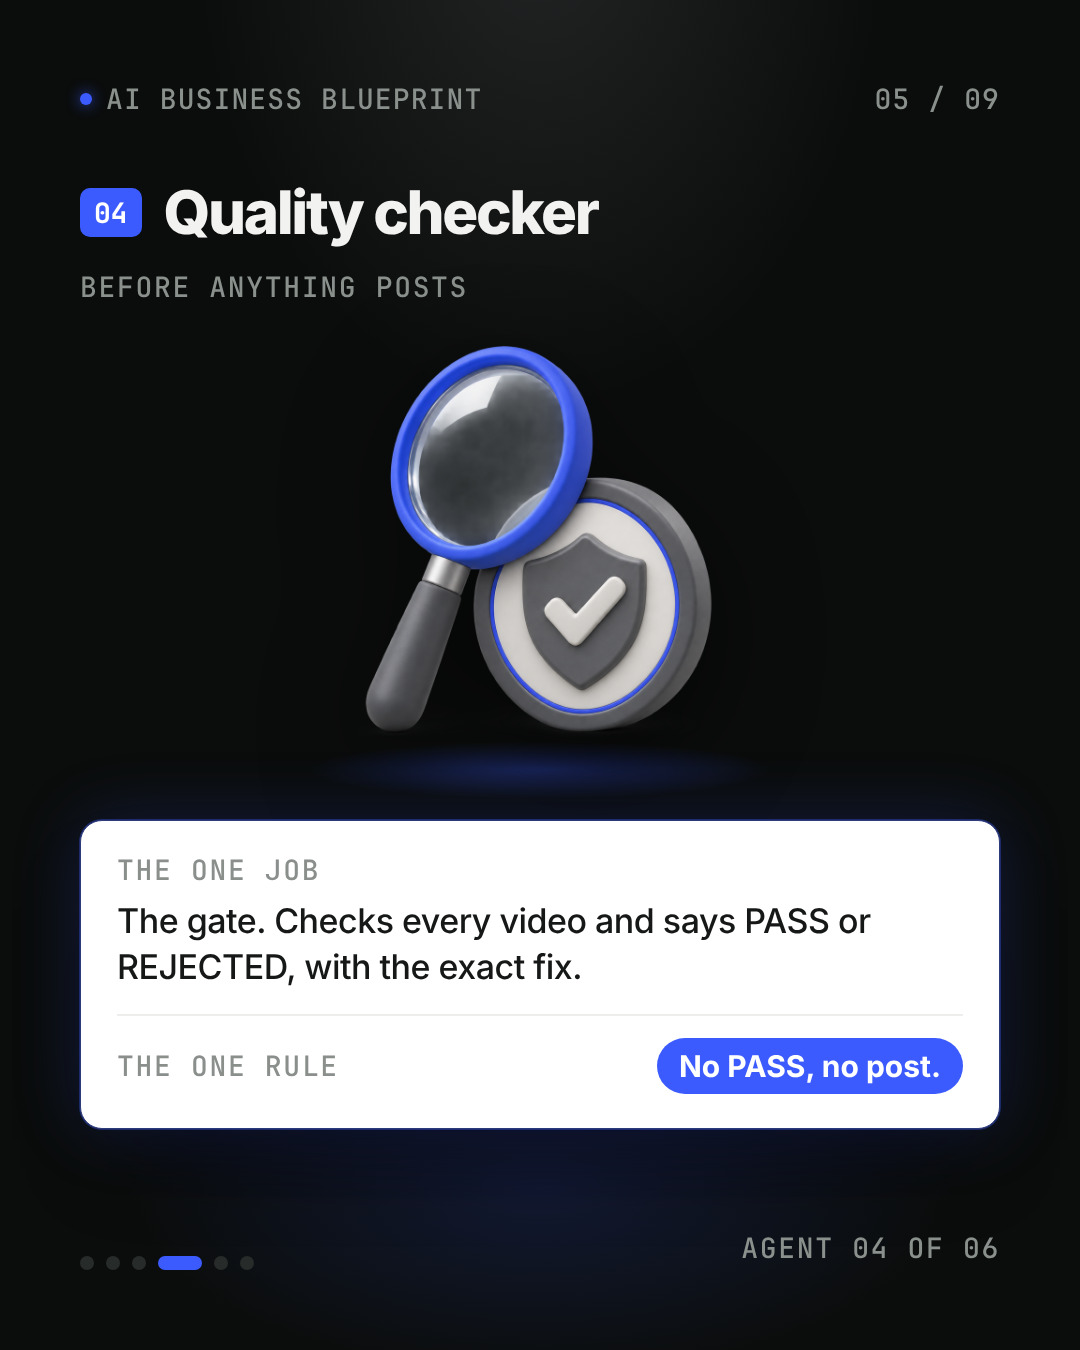 AI BUSINESS BLUEPRINT
05 / 09
04 Quality checker
BEFORE ANYTHING POSTS
THE ONE JOB
The gate. Checks every video and says PASS or
REJECTED, with the exact fix.
THE ONE RULE
No PASS, no post.
AGENT 04 OF 06